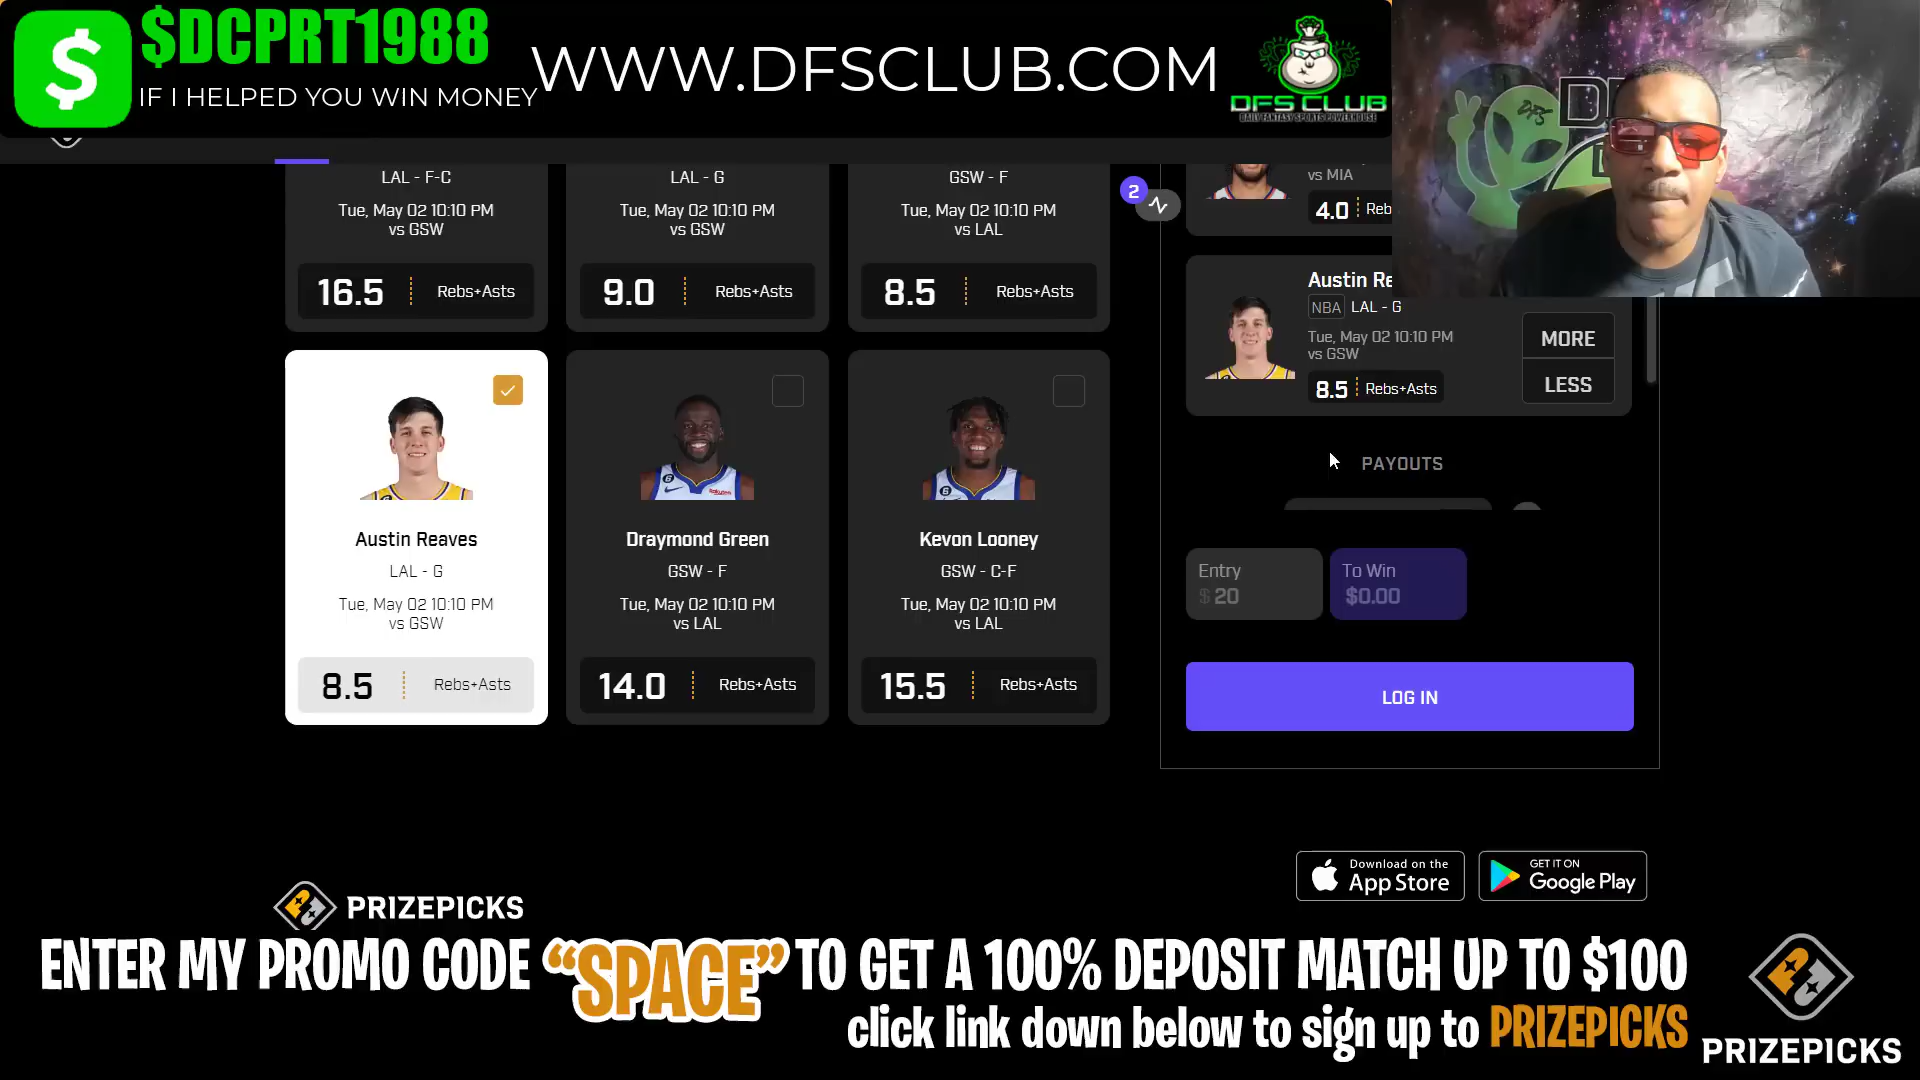 $DCPRT1988
IF I HELPED YOU WIN MONEY
WWW.DFSCLUB.COM
DFS CLUB
DAILY FANTASY SPORTS POWERHOUSE
DFS
LAL - F-C
Tue, May 02 10:10 PM
vs GSW
16.5 Rebs+Asts
LAL - G
Tue, May 02 10:10 PM
vs GSW
9.0 Rebs+Asts
GSW - F
Tue, May 02 10:10 PM
vs LAL
8.5 Rebs+Asts
Austin Reaves
LAL - G
Tue, May 02 10:10 PM
vs GSW
8.5 Rebs+Asts
Draymond Green
GSW - F
Tue, May 02 10:10 PM
vs LAL
14.0 Rebs+Asts
Kevon Looney
GSW - C-F
Tue, May 02 10:10 PM
vs LAL
15.5 Rebs+Asts
2
vs MIA
4.0 Reb
Austin Re
NBA LAL - G
Tue, May 02 10:10 PM
vs GSW
8.5 Rebs+Asts
MORE
LESS
PAYOUTS
Entry
$ 20
To Win
$0.00
LOG IN
Download on the
App Store
GET IT ON
Google Play
PRIZEPICKS
ENTER MY PROMO CODE “SPACE” TO GET A 100% DEPOSIT MATCH UP TO $100
click link down below to sign up to PRIZEPICKS
PRIZEPICKS